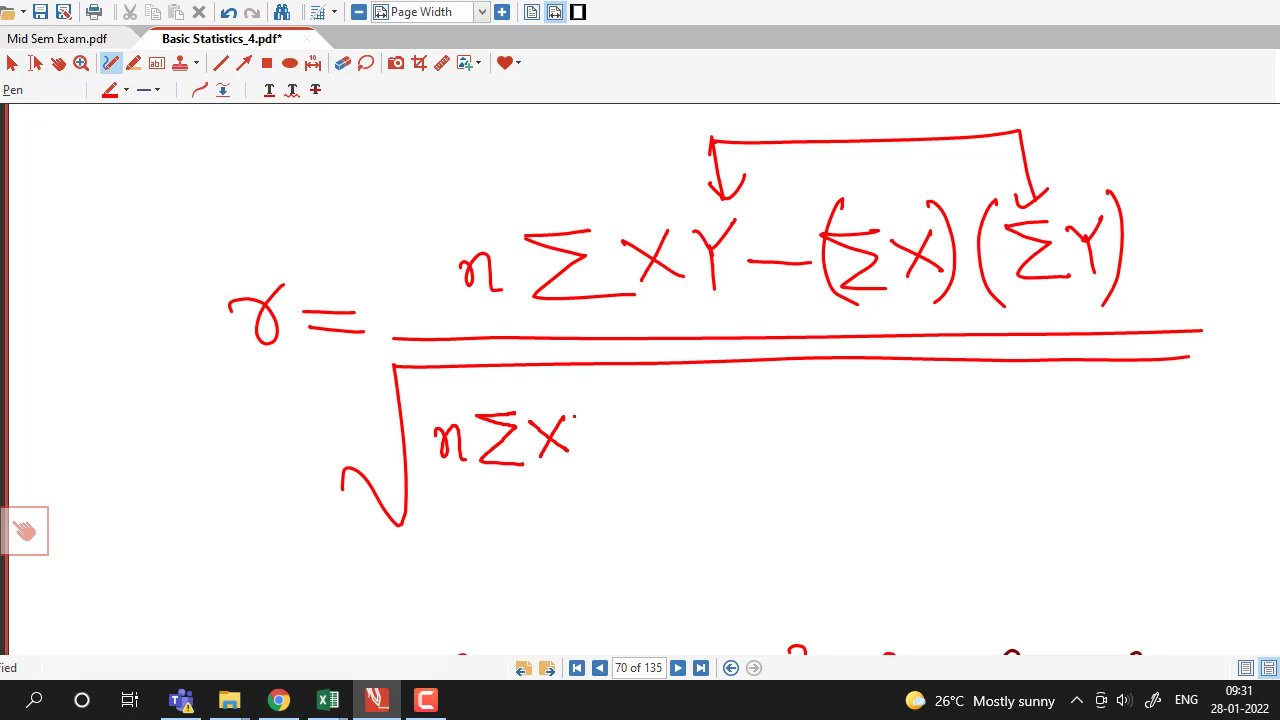 Page Width
Mid Sem Exam.pdf
Basic Statistics_4.pdf*
10
Pen
T T T
r = n ∑ X Y − (∑ X) (∑ Y)
√ n ∑ X
70 of 135
26°C Mostly sunny
ENG
09:31
28-01-2022